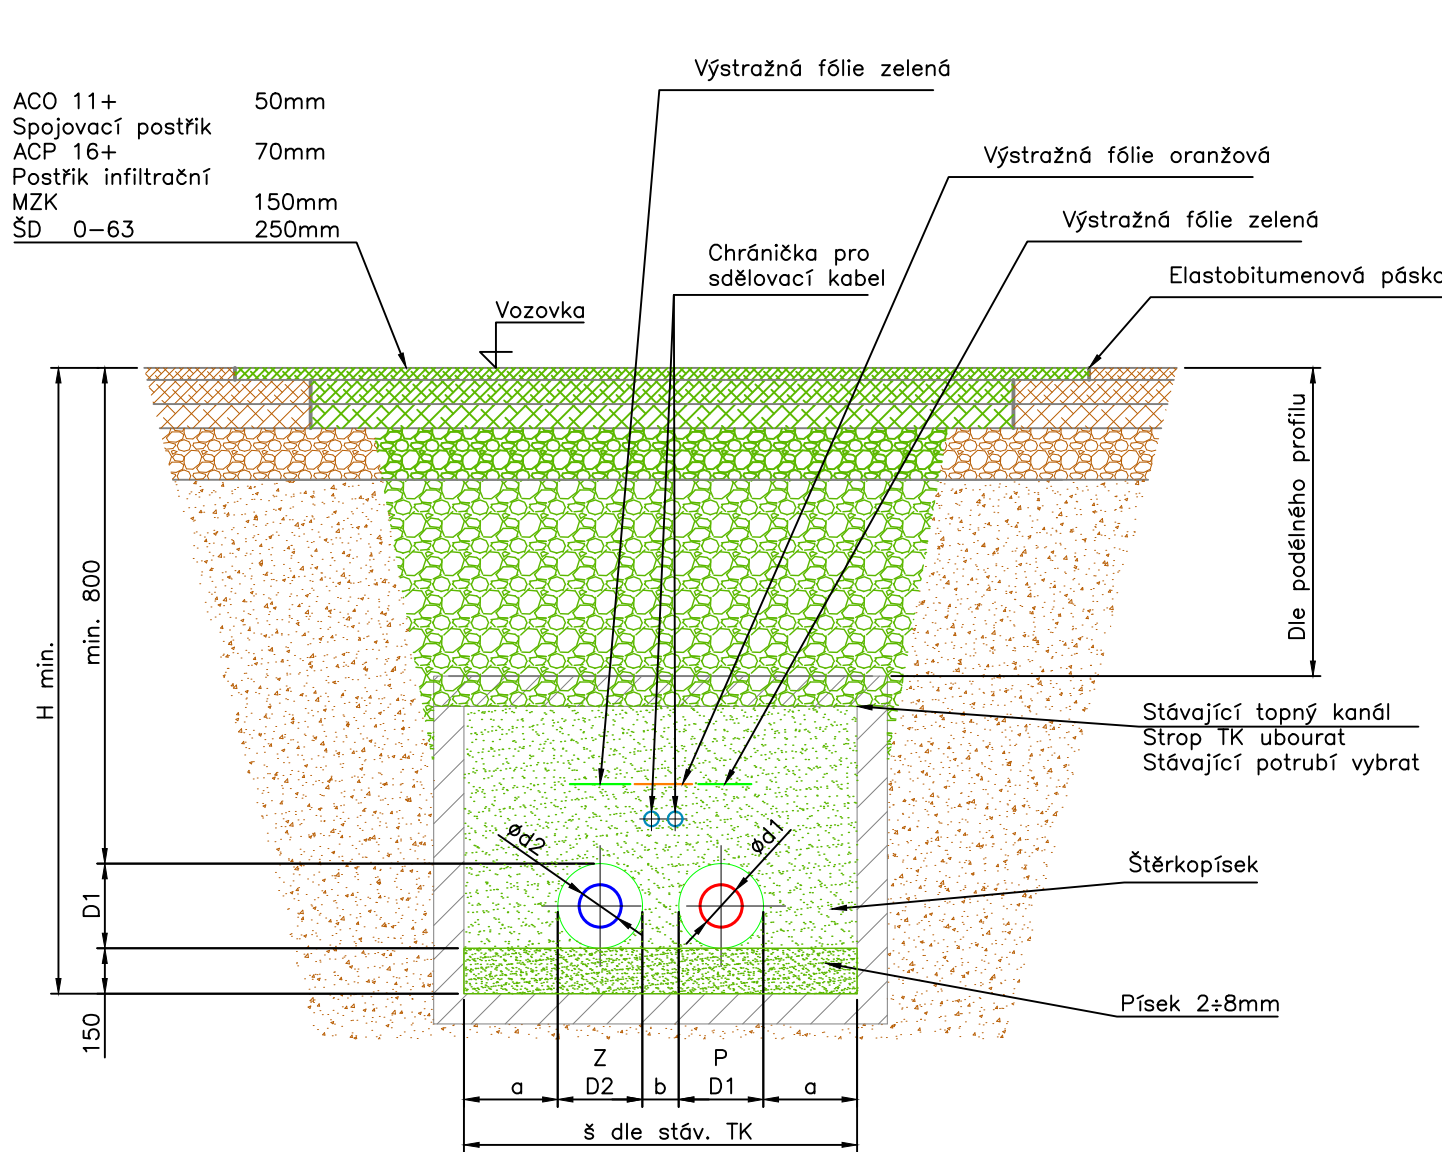 Výstražná fólie zelená
ACO 11+ 50mm
Spojovací postřik
ACP 16+ 70mm
Postřik infiltrační
MZK 150mm
ŠD 0-63 250mm
Výstražná fólie oranžová
Výstražná fólie zelená
Chránička pro
sdělovací kabel
Elastobitumenová páska
Vozovka
Dle podélného profilu
min. 800
H min.
Stávající topný kanál
Strop TK ubourat
Stávající potrubí vybrat
ød2
ød1
Štěrkopísek
D1
Písek 2÷8mm
150
Z P
a D2 b D1 a
š dle stáv. TK